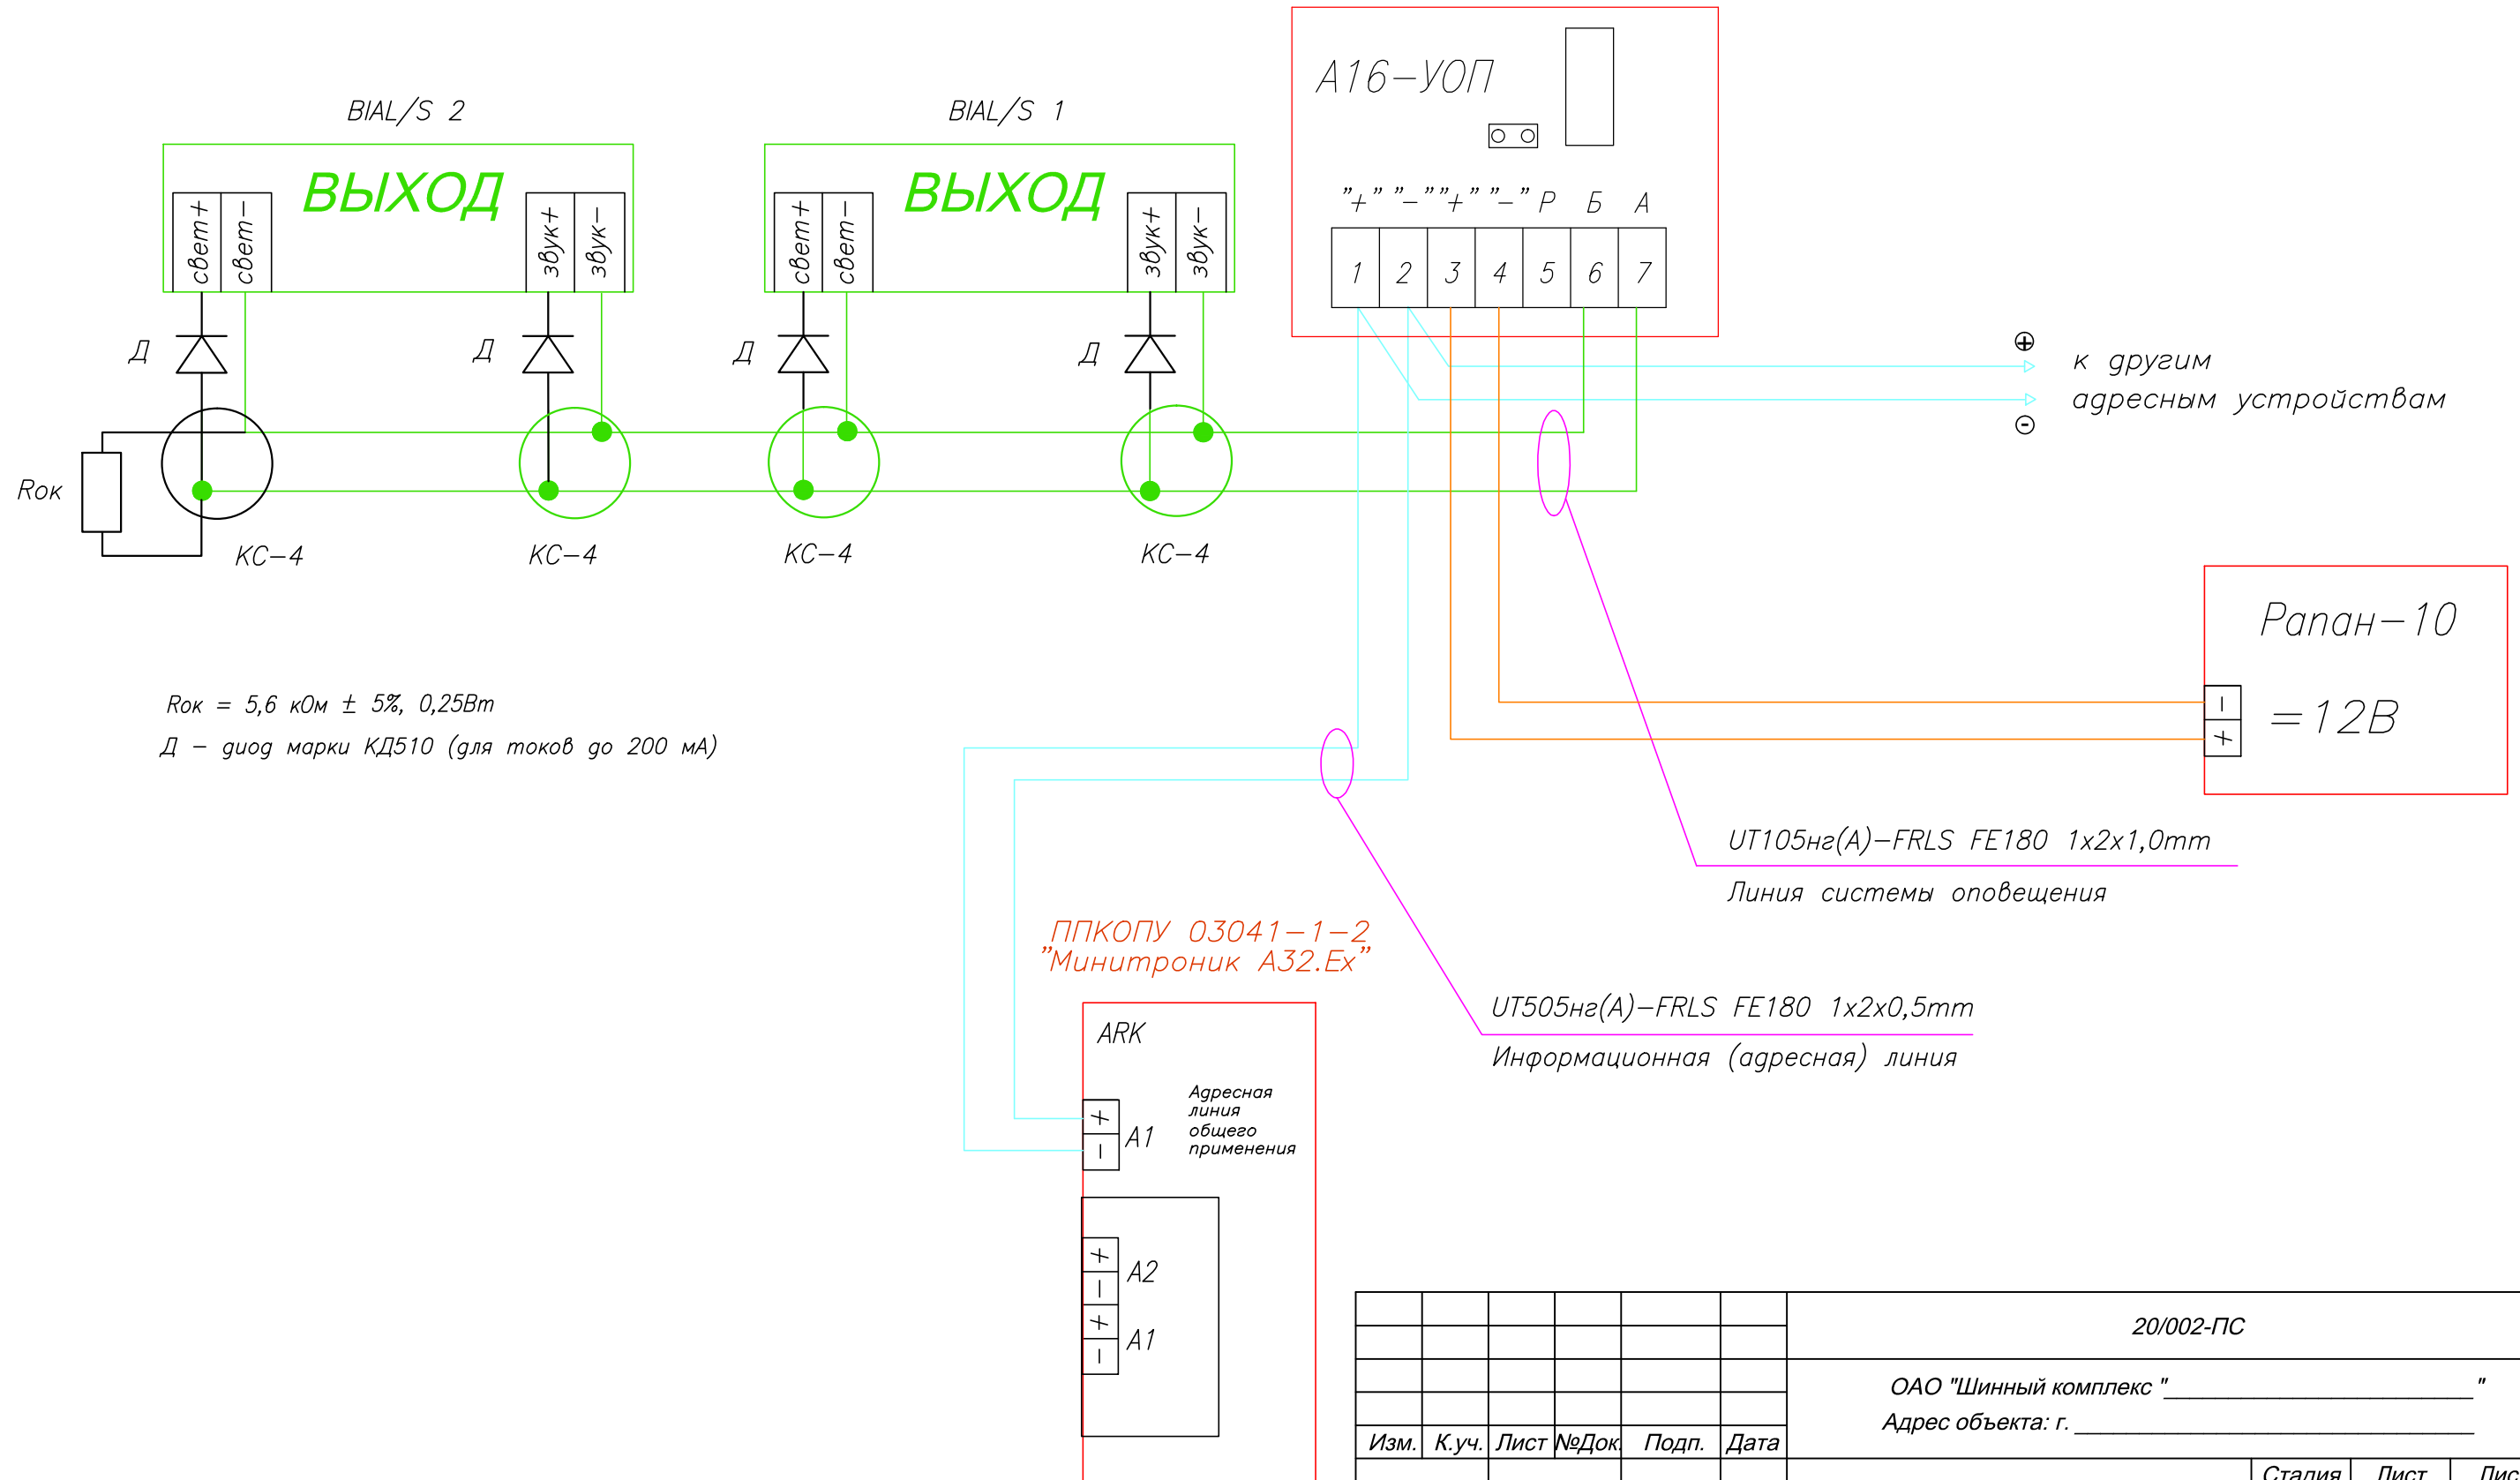 А16-УОП
BIAL/S 2
BIAL/S 1
ВЫХОД
свет+
свет-
звук+
звук-
ВЫХОД
свет+
свет-
звук+
звук-
"+" "-" "+" "-" Р Б А
1 2 3 4 5 6 7
Д
Д
Д
Д
+
к другим
адресным устройствам
-
Rок
КС-4
КС-4
КС-4
КС-4
Рапан-10
=12В
-
+
Rок = 5,6 кОм ± 5%, 0,25Вт
Д - диод марки КД510 (для токов до 200 мА)
UT105нг(А)-FRLS FE180 1х2х1,0mm
Линия системы оповещения
ППКОПУ 03041-1-2
"Минитроник А32.Ex"
UT505нг(А)-FRLS FE180 1х2х0,5mm
Информационная (адресная) линия
ARK
Адресная
линия
общего
применения
+
-
А1
+
-
А2
+
-
А1
20/002-ПС
ОАО "Шинный комплекс "__________________________"
Адрес объекта: г. __________________________________
Изм. К.уч. Лист №Док. Подп. Дата
Стадия Лист